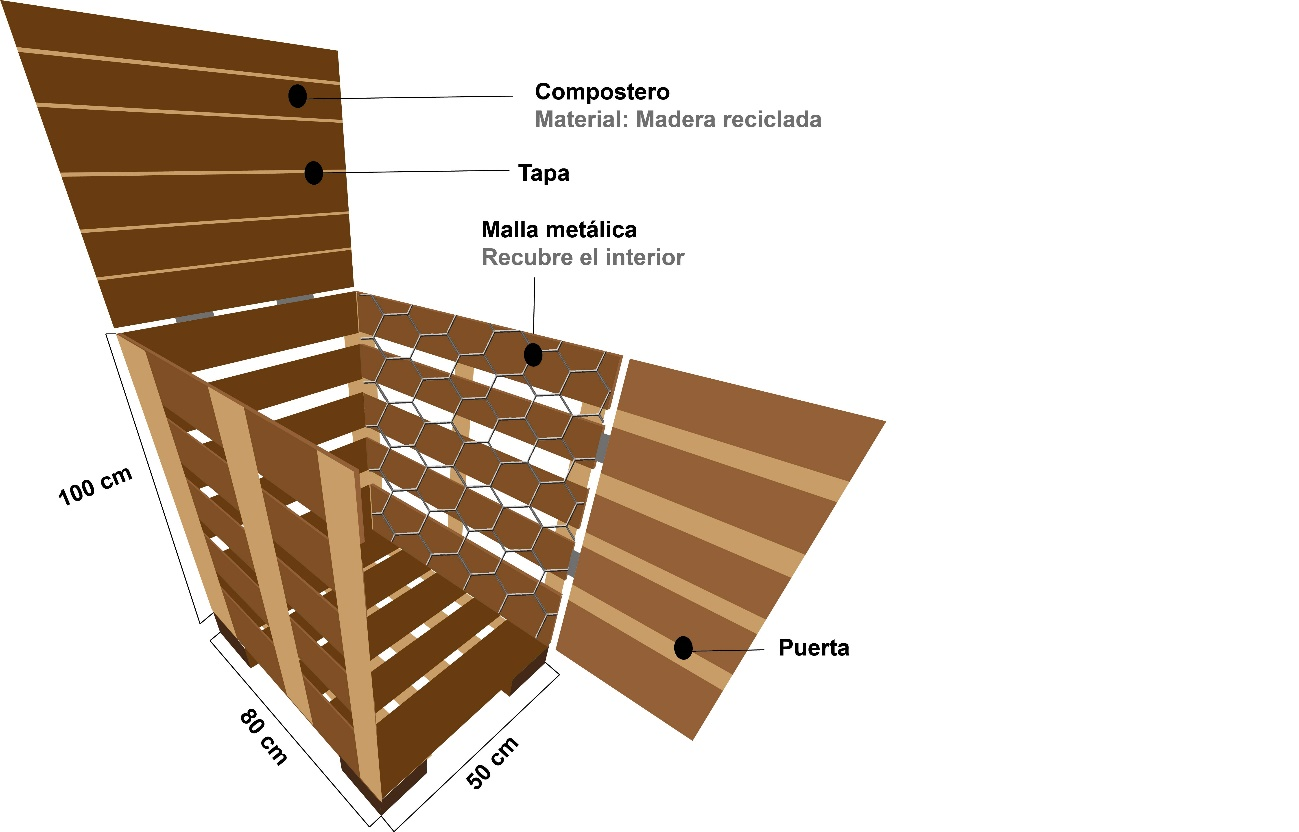 Compostero
Material: Madera reciclada
Tapa
Malla metálica
Recubre el interior
100 cm
Puerta
80 cm
50 cm